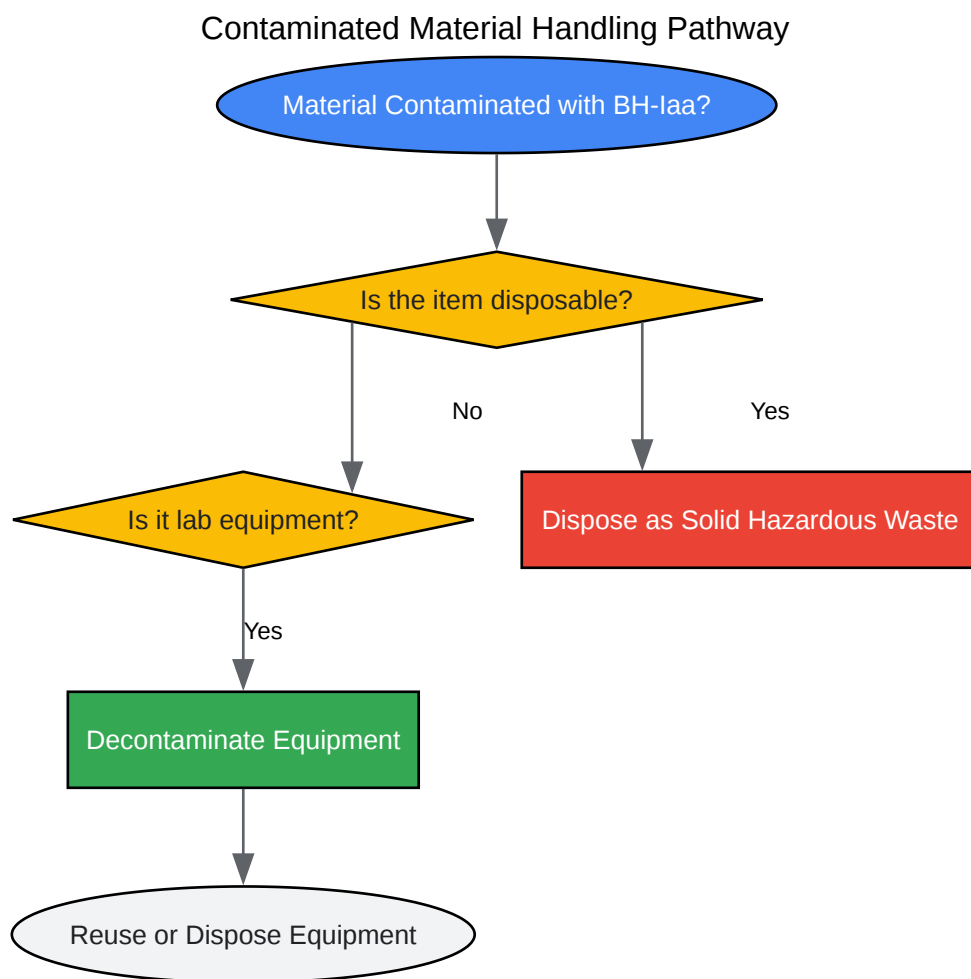 Contaminated Material Handling Pathway
Material Contaminated with BH-Iaa?
Is the item disposable?
No
Yes
Is it lab equipment?
Dispose as Solid Hazardous Waste
Yes
Decontaminate Equipment
Reuse or Dispose Equipment